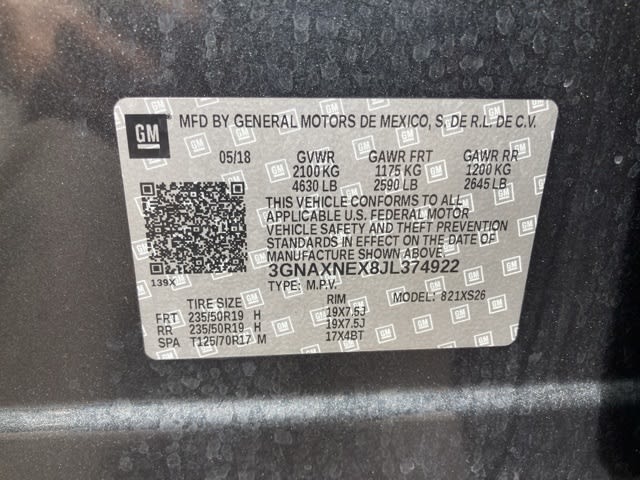 GM MFD BY GENERAL MOTORS DE MEXICO, S, DE R.L. DE C.V.
05/18 GVWR GAWR FRT GAWR RR
2100 KG 1175 KG 1200 KG
4630 LB 2590 LB 2645 LB
THIS VEHICLE CONFORMS TO ALL
APPLICABLE U.S. FEDERAL MOTOR
VEHICLE SAFETY AND THEFT PREVENTION
STANDARDS IN EFFECT ON THE DATE OF
MANUFACTURE SHOWN ABOVE.
139X 3GNAXNEX8JL374922
TYPE: M.P.V. MODEL: 821XS26
TIRE SIZE RIM
FRT 235/50R19 H 19X7.5J
RR 235/50R19 H 19X7.5J
SPA T125/70R17 M 17X4BT